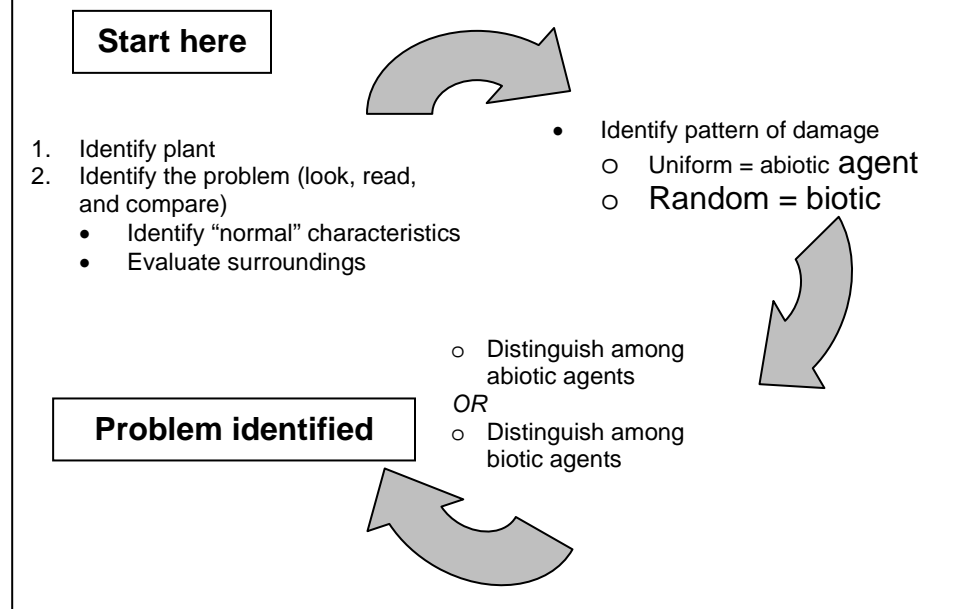 Start here
1. Identify plant
2. Identify the problem (look, read,
and compare)
• Identify “normal” characteristics
• Evaluate surroundings
• Identify pattern of damage
o Uniform = abiotic agent
o Random = biotic
o Distinguish among
abiotic agents
OR
o Distinguish among
biotic agents
Problem identified